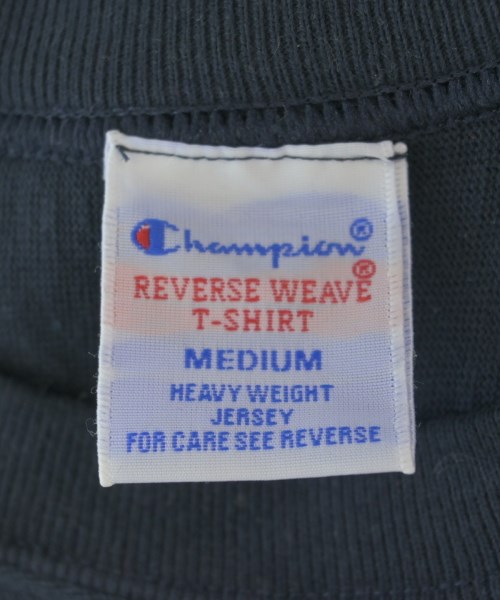 Champion®
REVERSE WEAVE®
T-SHIRT
MEDIUM
HEAVY WEIGHT
JERSEY
FOR CARE SEE REVERSE